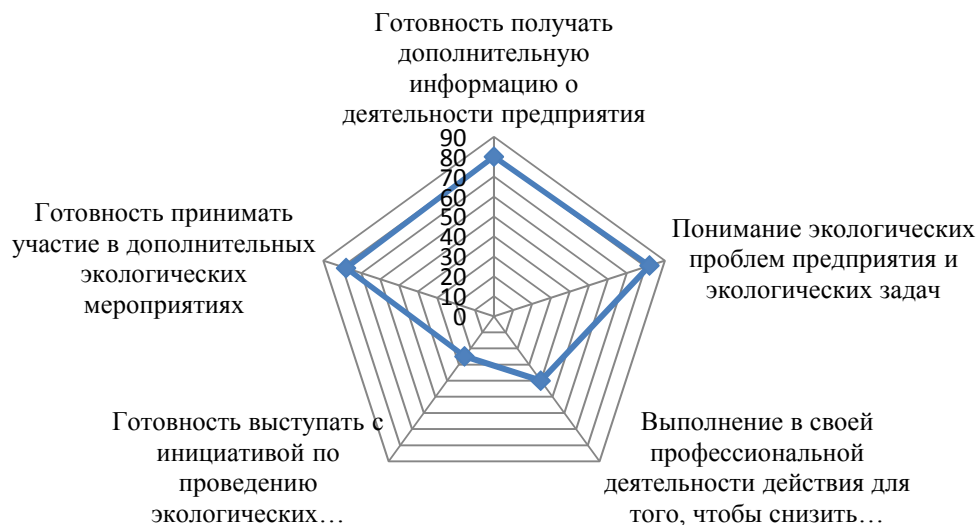 Готовность получать
дополнительную
информацию о
деятельности предприятия
90
80
70
60
50
40
30
20
10
0
Понимание экологических
проблем предприятия и
экологических задач
Выполнение в своей
профессиональной
деятельности действия для
того, чтобы снизить…
Готовность выступать с
инициативой по
проведению
экологических…
Готовность принимать
участие в дополнительных
экологических
мероприятиях